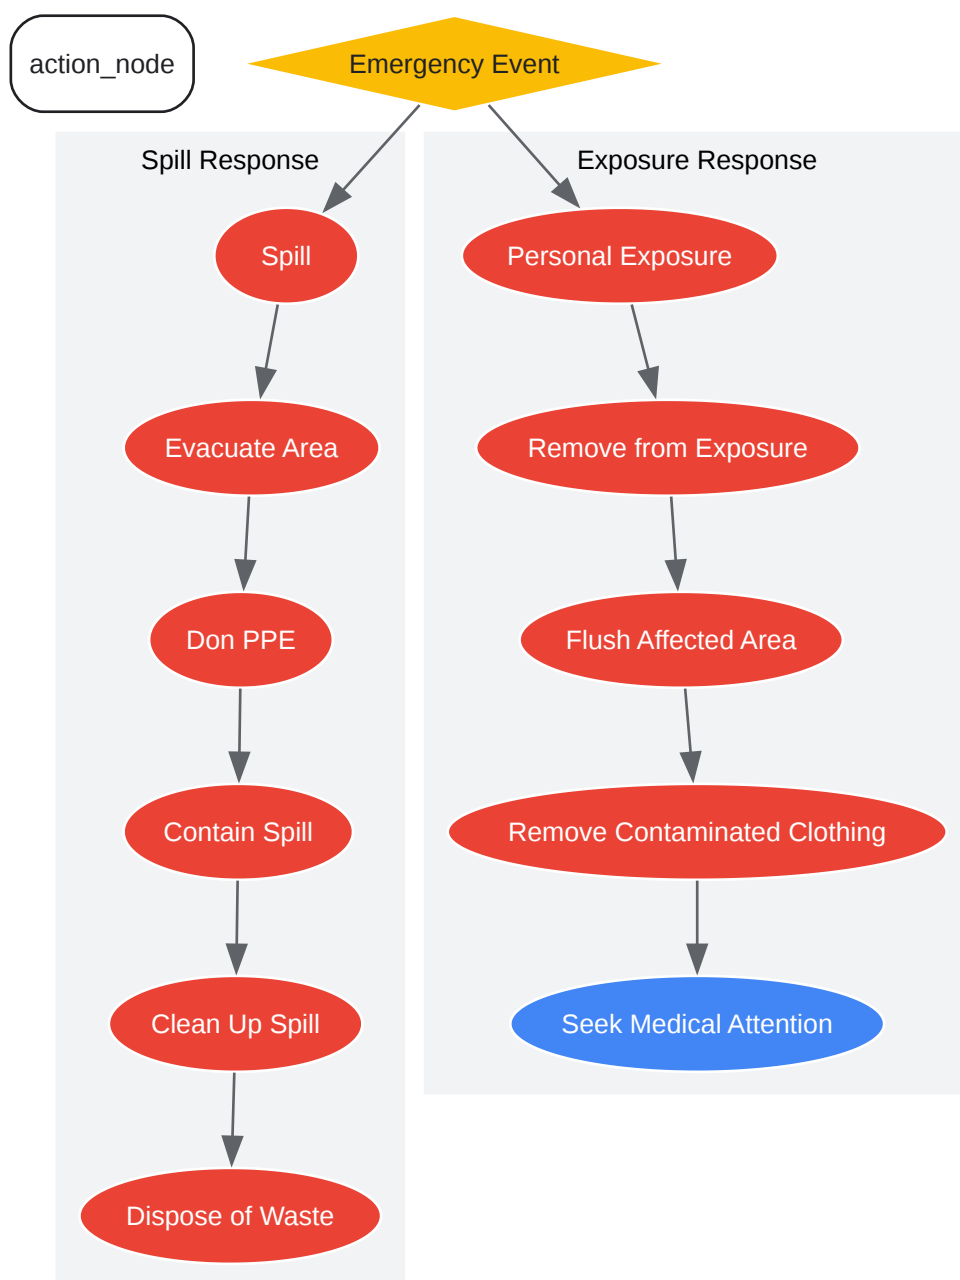 action_node
Emergency Event
Spill Response
Spill
Evacuate Area
Don PPE
Contain Spill
Clean Up Spill
Dispose of Waste
Exposure Response
Personal Exposure
Remove from Exposure
Flush Affected Area
Remove Contaminated Clothing
Seek Medical Attention